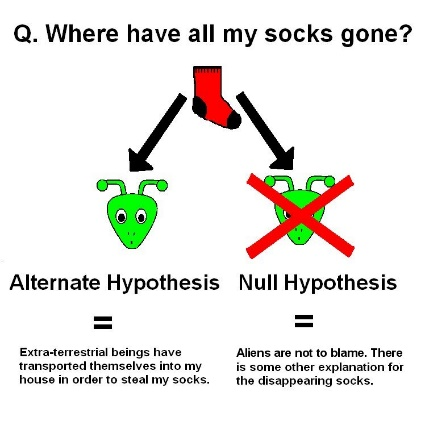 Q. Where have all my socks gone?
Alternate Hypothesis
=
Extra-terrestrial beings have
transported themselves into my
house in order to steal my socks.
Null Hypothesis
=
Aliens are not to blame. There
is some other explanation for
the disappearing socks.